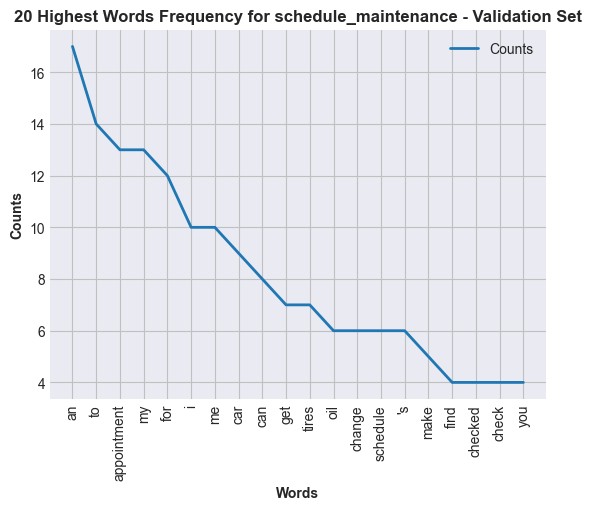 20 Highest Words Frequency for schedule_maintenance - Validation Set
Counts
16
14
12
10
8
6
4
Counts
an
to
appointment
my
for
i
me
car
can
get
tires
oil
change
schedule
's
make
find
checked
check
you
Words